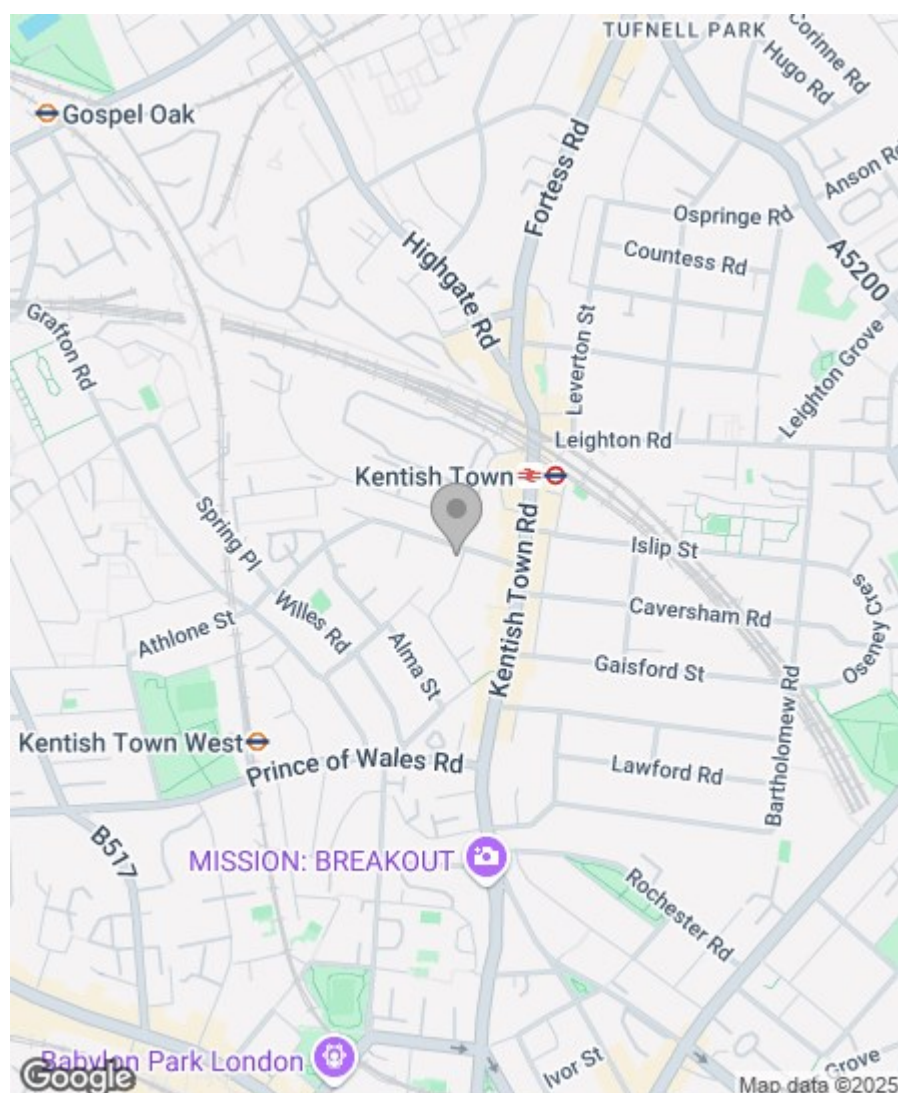 TUFNELL PARK
Corinne Rd
Hugo Rd
Gospel Oak
Fortess Rd
Anson Rd
Ospringe Rd
Highgate Rd
Countess Rd
A5200
Grafton Rd
Leverton St
Leighton Grove
Leighton Rd
Kentish Town
Spring Pl
Kentish Town Rd
Islip St
Oseney Cres
Willes Rd
Caversham Rd
Athlone St
Alma St
Gaisford St
Bartholomew Rd
Kentish Town West
Prince of Wales Rd
Lawford Rd
B517
MISSION: BREAKOUT
Rochester Rd
Babylon Park London
Ivor St
Grove
Google
Map data ©2025